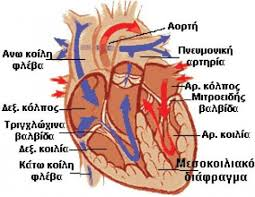 Αορτή
Ανω κοίλη
φλέβα
Πνευμονική
αρτηρία
Αρ. κόλπος
Μιτροειδής
βαλβίδα
Δεξ. κόλπος
Τριγλώχινα
βαλβίδα
Αρ. κοιλία
Δεξ. κοιλία
Κάτω κοίλη
φλέβα
Μεσοκοιλιακό
διάφραγμα